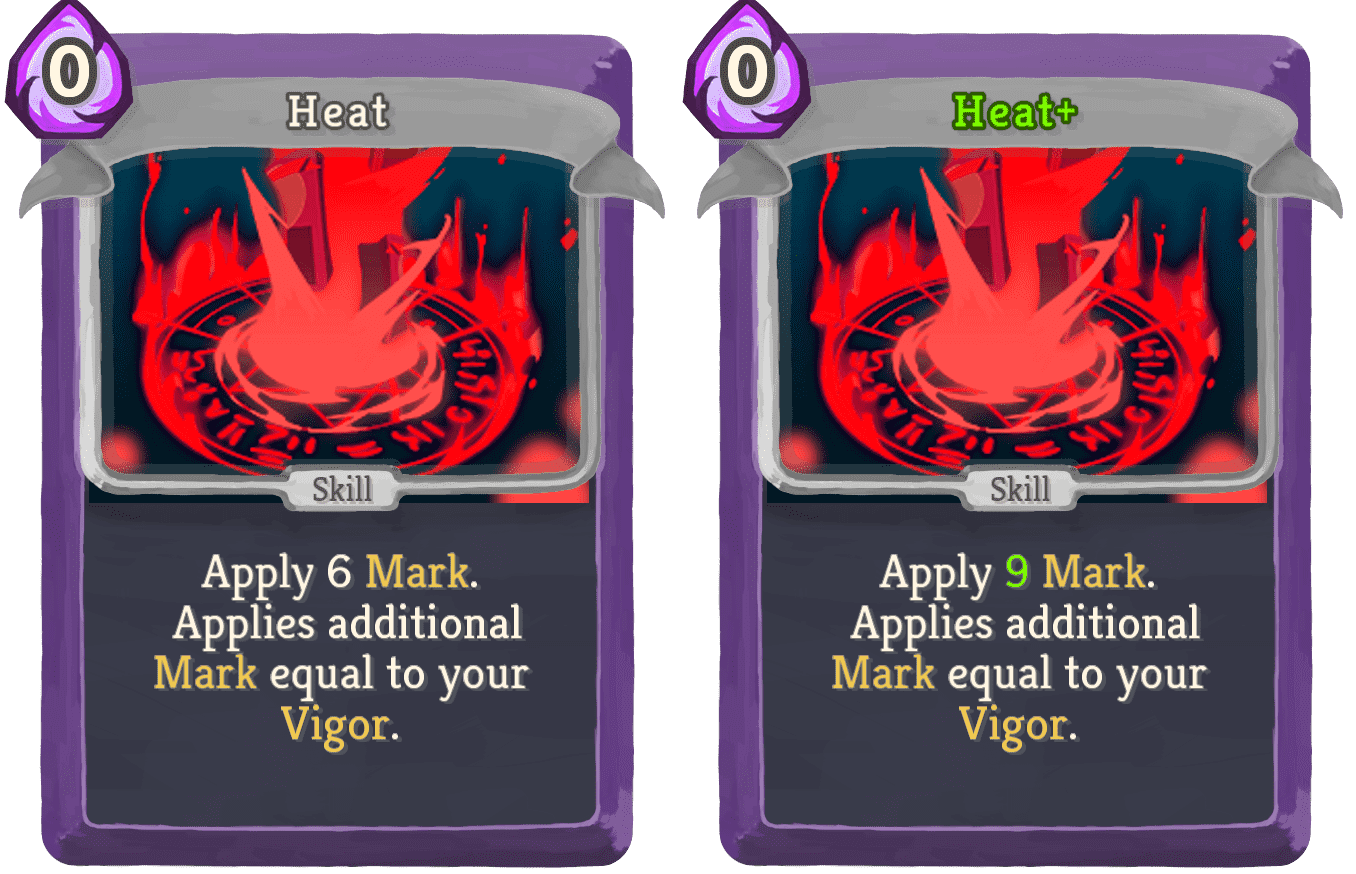 0
Heat
Skill
Apply 6 Mark.
Applies additional
Mark equal to your
Vigor.
0
Heat+
Skill
Apply 9 Mark.
Applies additional
Mark equal to your
Vigor.